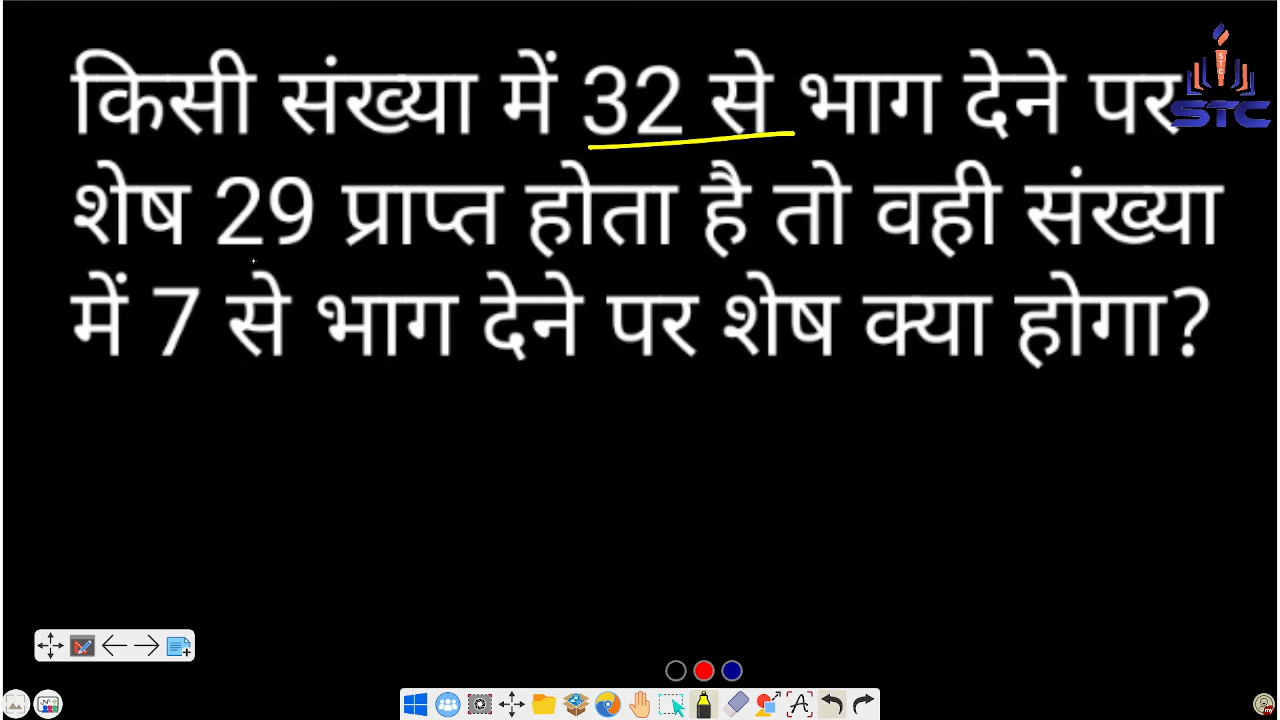 किसी संख्या में 32 से भाग देने पर
शेष 29 प्राप्त होता है तो वही संख्या
में 7 से भाग देने पर शेष क्या होगा?
STC